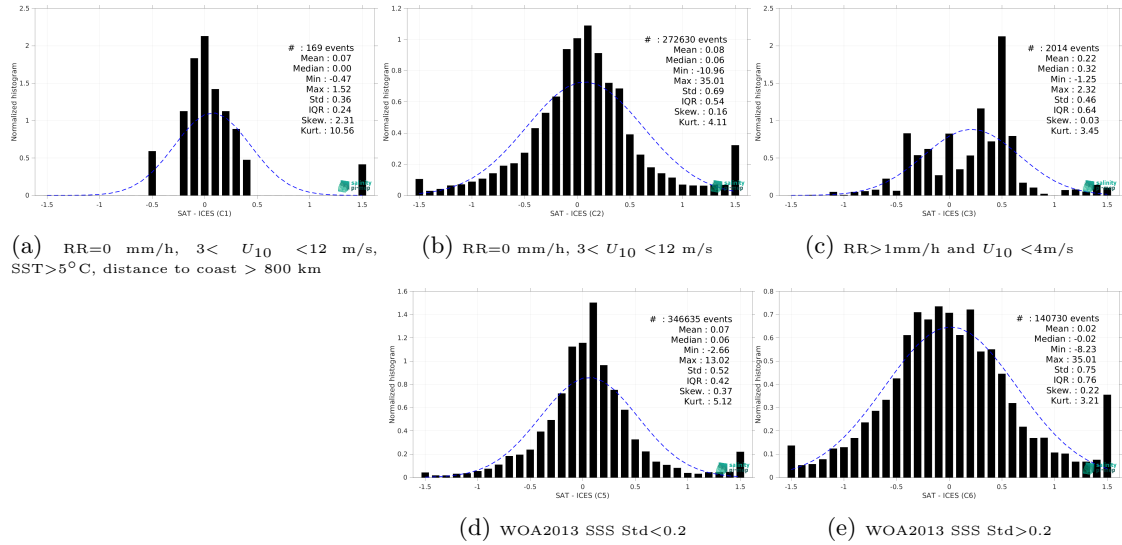 2.5
2
1.5
1
0.5
0
Normalized histogram
# : 169 events
Mean : 0.07
Median : 0.00
Min : -0.47
Max : 1.52
Std : 0.36
IQR : 0.24
Skew. : 2.31
Kurt. : 10.56
-1.5 -1 -0.5 0 0.5 1 1.5
SAT - ICES (C1)
(a) RR=0 mm/h, 3< U10 <12 m/s,
SST>5°C, distance to coast > 800 km
1.2
1
0.8
0.6
0.4
0.2
0
Normalized histogram
# : 272630 events
Mean : 0.08
Median : 0.06
Min : -10.96
Max : 35.01
Std : 0.69
IQR : 0.54
Skew. : 0.16
Kurt. : 4.11
-1.5 -1 -0.5 0 0.5 1 1.5
SAT - ICES (C2)
(b) RR=0 mm/h, 3< U10 <12 m/s
2.5
2
1.5
1
0.5
0
Normalized histogram
# : 2014 events
Mean : 0.22
Median : 0.32
Min : -1.25
Max : 2.32
Std : 0.46
IQR : 0.64
Skew. : 0.03
Kurt. : 3.45
-1.5 -1 -0.5 0 0.5 1 1.5
SAT - ICES (C3)
(c) RR>1mm/h and U10 <4m/s
1.6
1.4
1.2
1
0.8
0.6
0.4
0.2
0
Normalized histogram
# : 346635 events
Mean : 0.07
Median : 0.06
Min : -2.66
Max : 13.02
Std : 0.52
IQR : 0.42
Skew. : 0.37
Kurt. : 5.12
-1.5 -1 -0.5 0 0.5 1 1.5
SAT - ICES (C5)
(d) WOA2013 SSS Std<0.2
0.8
0.7
0.6
0.5
0.4
0.3
0.2
0.1
0
Normalized histogram
# : 140730 events
Mean : 0.02
Median : -0.02
Min : -8.23
Max : 35.01
Std : 0.75
IQR : 0.76
Skew. : 0.22
Kurt. : 3.21
-1.5 -1 -0.5 0 0.5 1 1.5
SAT - ICES (C6)
(e) WOA2013 SSS Std>0.2